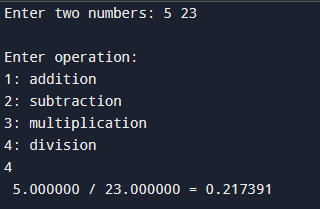 Enter two numbers: 5 23
Enter operation:
1: addition
2: subtraction
3: multiplication
4: division
4
5.000000 / 23.000000 = 0.217391